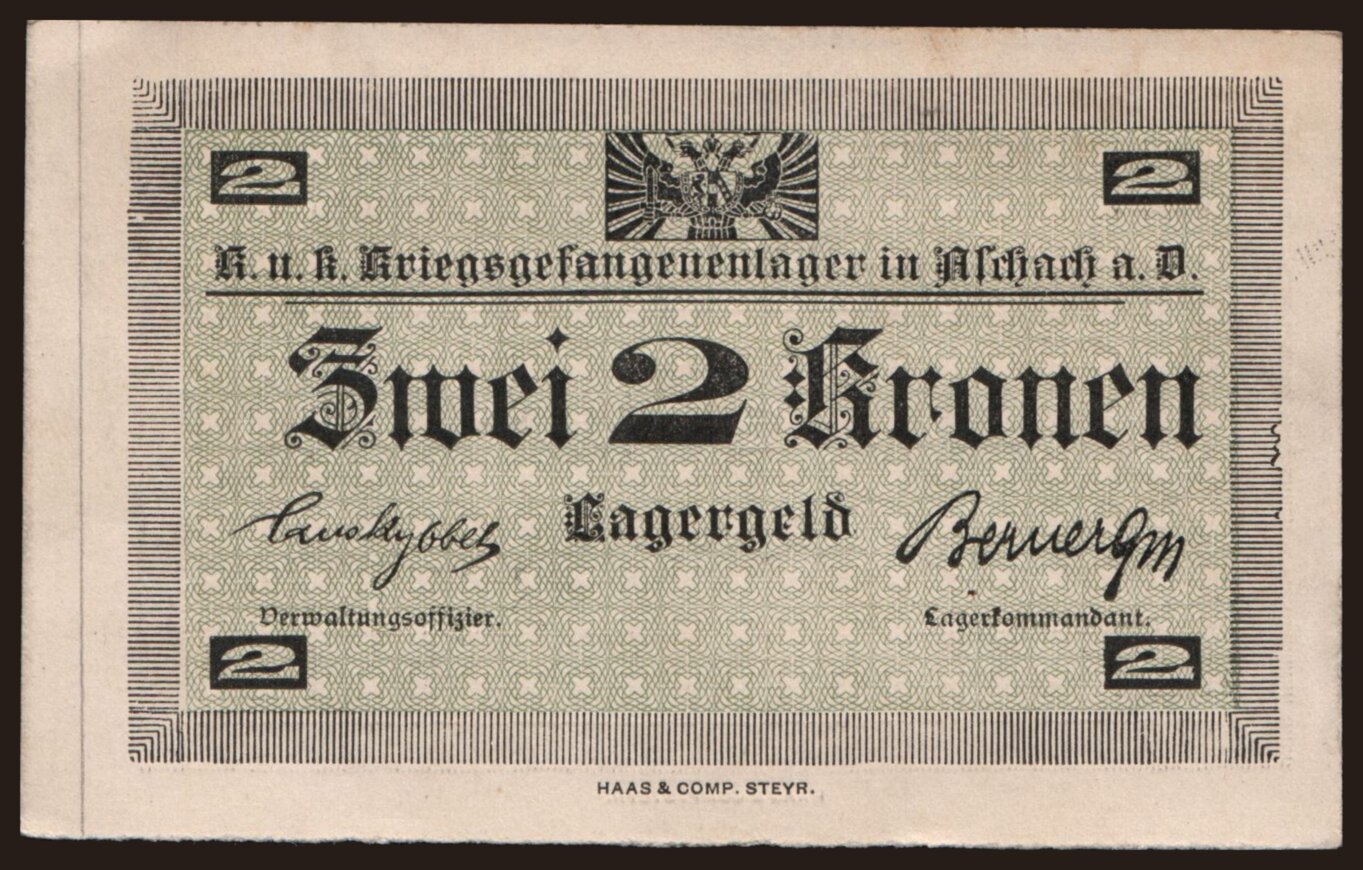 2 2
K. u. k. Kriegsgefangenenlager in Aschach a. D.
Zwei 2 Kronen
Lagergeld
Verwaltungsoffizier. Lagerkommandant.
2 2
HAAS & COMP. STEYR.